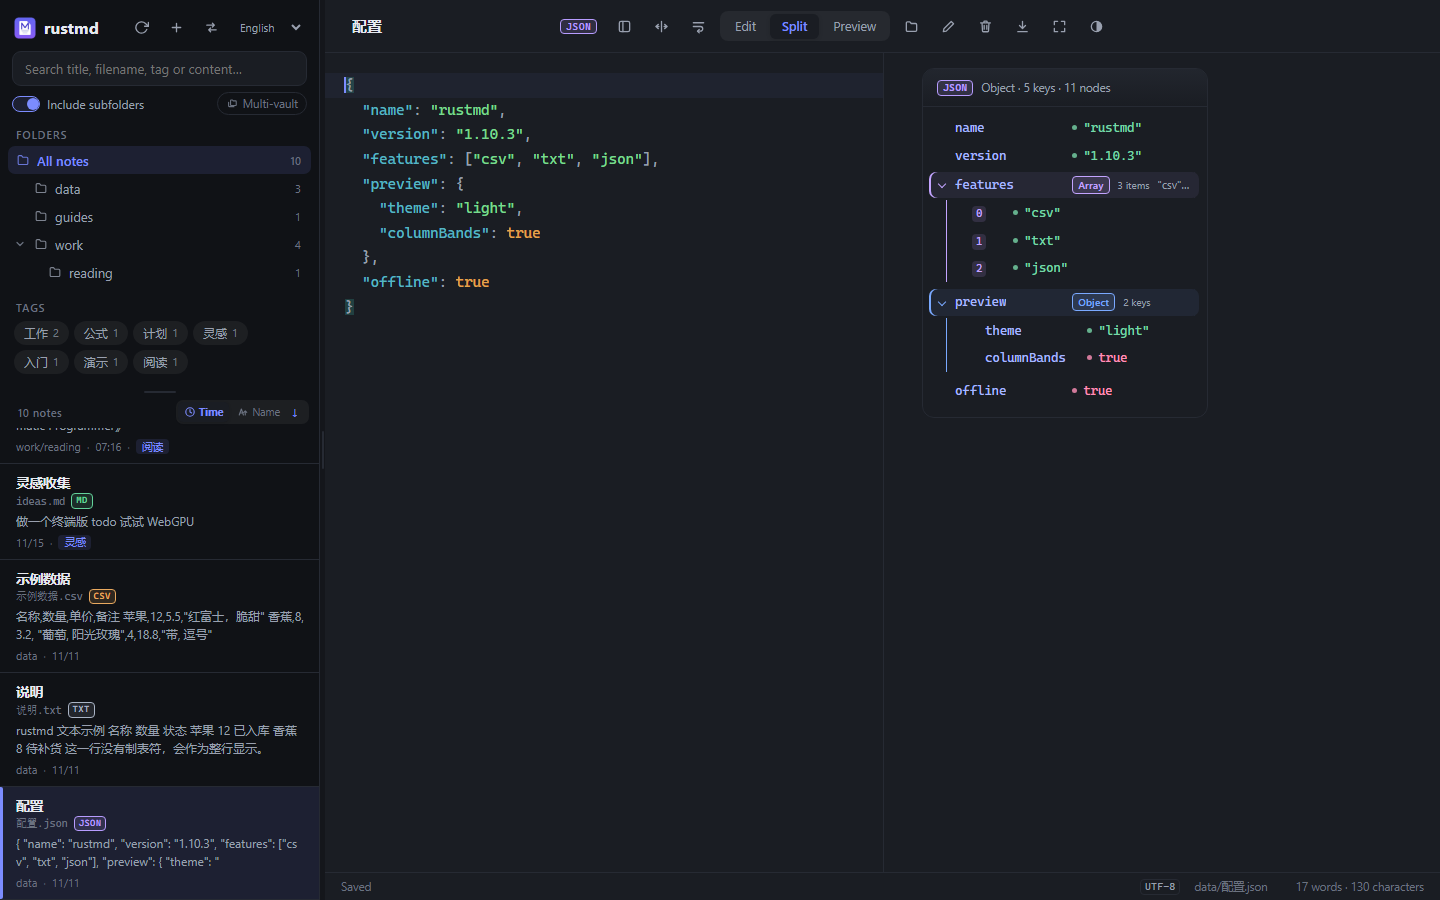 rustmd
English
Search title, filename, tag or content...
Include subfolders
Multi-vault
FOLDERS
All notes 10
data 3
guides 1
work 4
reading 1
TAGS
工作 2 公式 1 计划 1 灵感 1
入门 1 演示 1 阅读 1
10 notes
Time Name ↓
work/reading · 07:16 · 阅读
灵感收集
ideas.md MD
做一个终端版 todo 试试 WebGPU
11/15 · 灵感
示例数据
示例数据.csv CSV
名称,数量,单价,备注 苹果,12,5.5,"红富士，脆甜" 香蕉,8,
3.2, "葡萄, 阳光玫瑰",4,18.8,"带, 逗号"
data · 11/11
说明
说明.txt TXT
rustmd 文本示例 名称 数量 状态 苹果 12 已入库 香蕉
8 待补货 这一行没有制表符，会作为整行显示。
data · 11/11
配置
配置.json JSON
{ "name": "rustmd", "version": "1.10.3", "features": ["cs
v", "txt", "json"], "preview": { "theme": "
data · 11/11
配置
JSON
Edit Split Preview
{
"name": "rustmd",
"version": "1.10.3",
"features": ["csv", "txt", "json"],
"preview": {
"theme": "light",
"columnBands": true
},
"offline": true
}
JSON Object · 5 keys · 11 nodes
name "rustmd"
version "1.10.3"
features Array 3 items "csv"...
0 "csv"
1 "txt"
2 "json"
preview Object 2 keys
theme "light"
columnBands true
offline true
Saved
UTF-8 data/配置.json 17 words · 130 characters